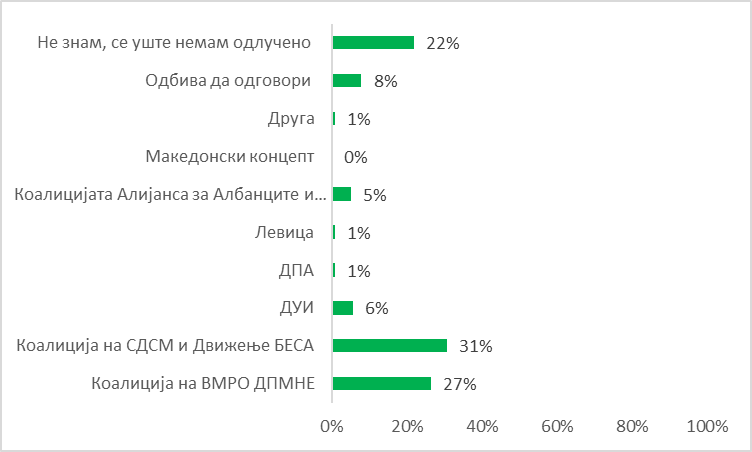 Не знам, се уште немам одлучено 22%
Одбива да одговори 8%
Друга 1%
Македонски концепт 0%
Коалицијата Алијанса за Албанците и... 5%
Левица 1%
ДПА 1%
ДУИ 6%
Коалиција на СДСМ и Движење БЕСА 31%
Коалиција на ВМРО ДПМНЕ 27%
0% 20% 40% 60% 80% 100%